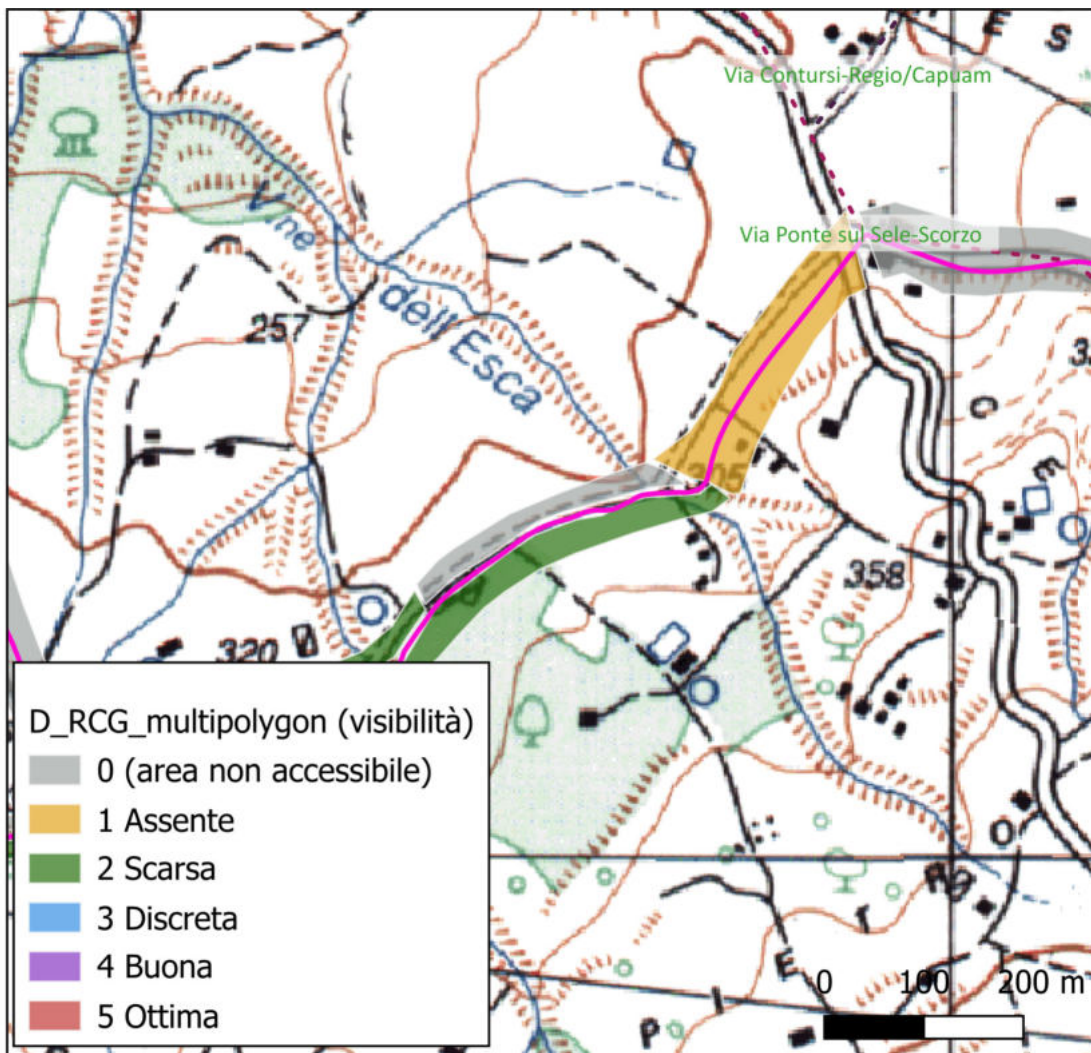 E S
Via Contursi-Regio/Capuam
Via Ponte sul Sele-Scorzo
V.ne
dell'Esca
257
305
358
320
D_RCG_multipolygon (visibilità)
0 (area non accessibile)
1 Assente
2 Scarsa
3 Discreta
4 Buona
5 Ottima
0 100 200 m